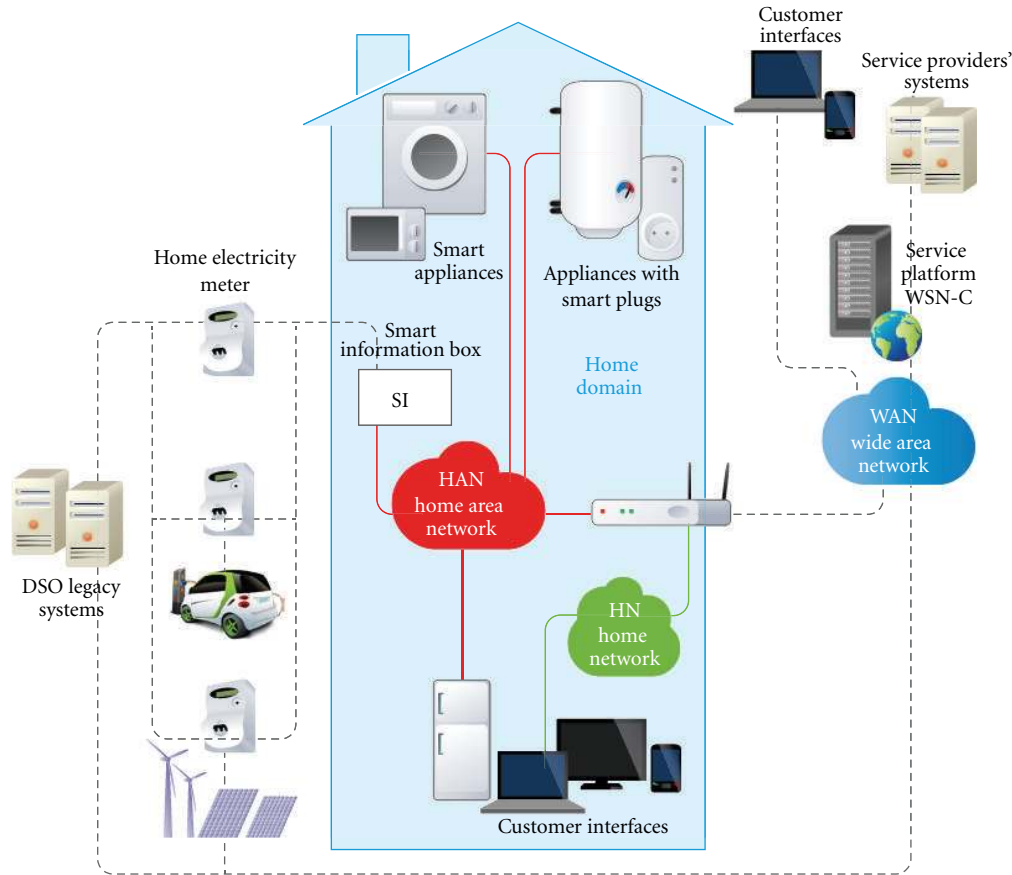 Customer
interfaces
Service providers'
systems
Smart
appliances
Appliances with
smart plugs
Service
platform
WSN-C
Home electricity
meter
Smart
information box
SI
Home
domain
WAN
wide area
network
HAN
home area
network
DSO legacy
systems
HN
home
network
Customer interfaces